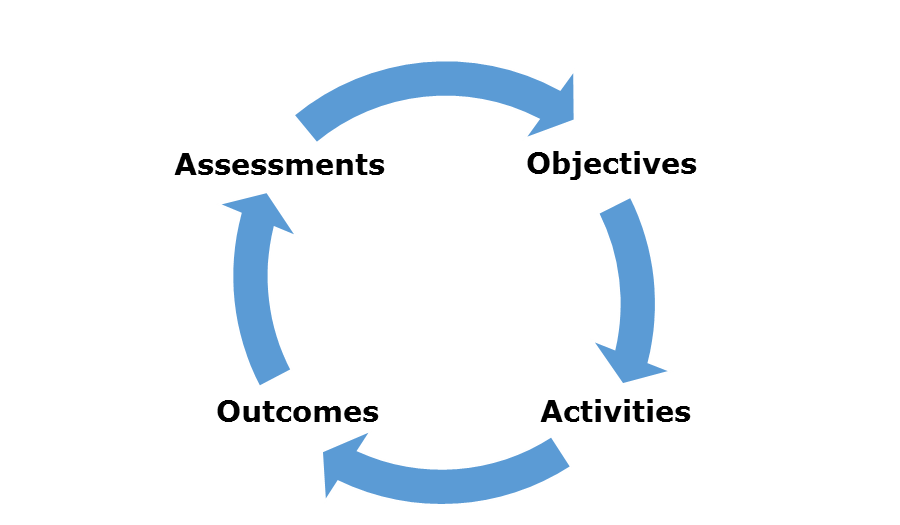 Assessments
Objectives
Outcomes
Activities